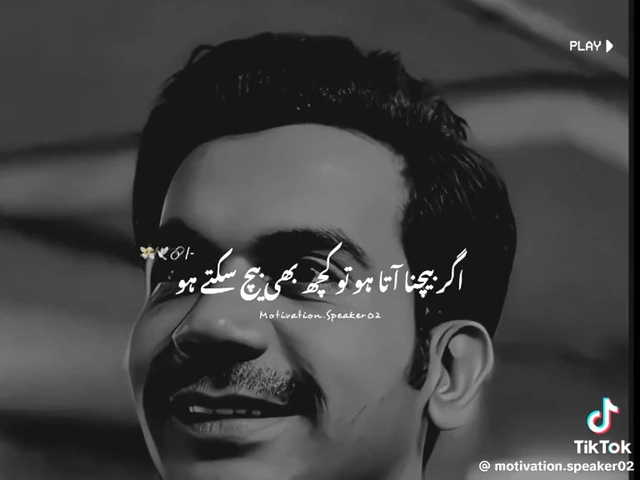 PLAY
اگر بیچنا آتا ہو تو کچھ بھی بیچ سکتے ہو
Motivation.Speaker02
TikTok
@ motivation.speaker02